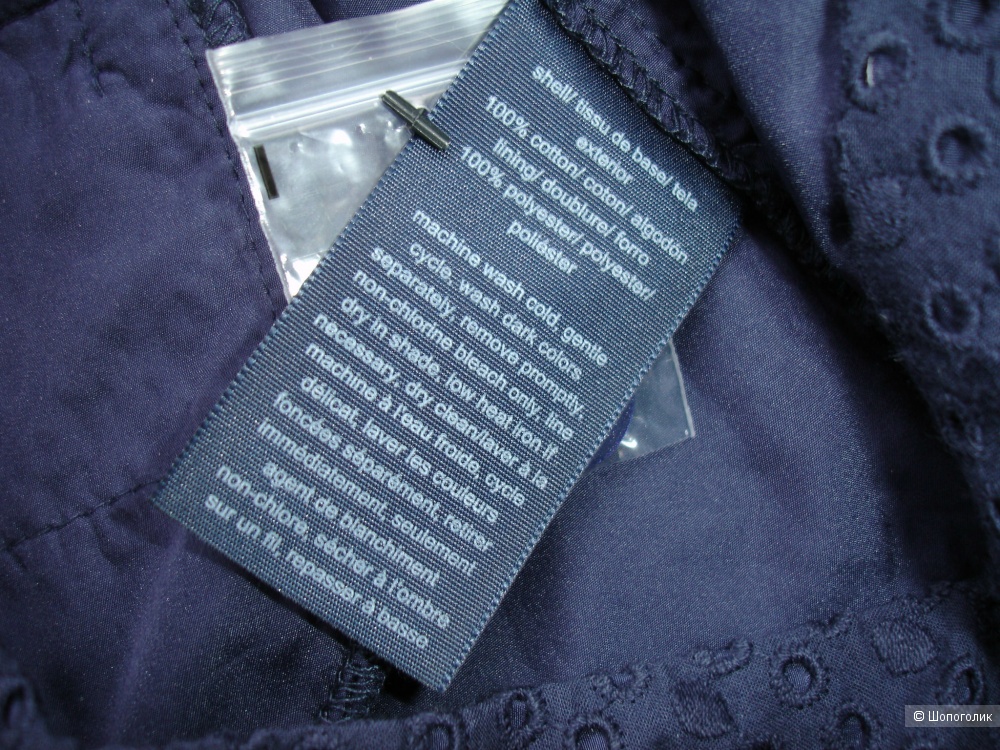 shell/ tissu de base/ tela
exterior
100% cotton/ coton/ algodón
lining/ doublure/ forro
100% polyester/ polyester/
poliéster
machine wash cold, gentle
cycle, wash dark colors
separately, remove promptly,
non-chlorine bleach only, line
dry in shade, low heat iron if
necessary, dry clean/laver à la
machine à l'eau froide, cycle
délicat, laver les couleurs
foncées séparément, retirer
immédiatement, seulement
agent de blanchiment
non-chlore, sécher à l'ombre
sur un fil, repasser à basse
© Шопоголик